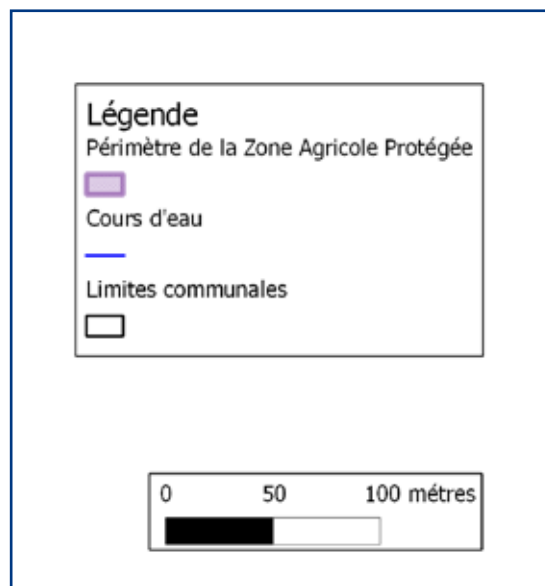 Légende
Périmètre de la Zone Agricole Protégée
Cours d'eau
Limites communales
0 50 100 métres